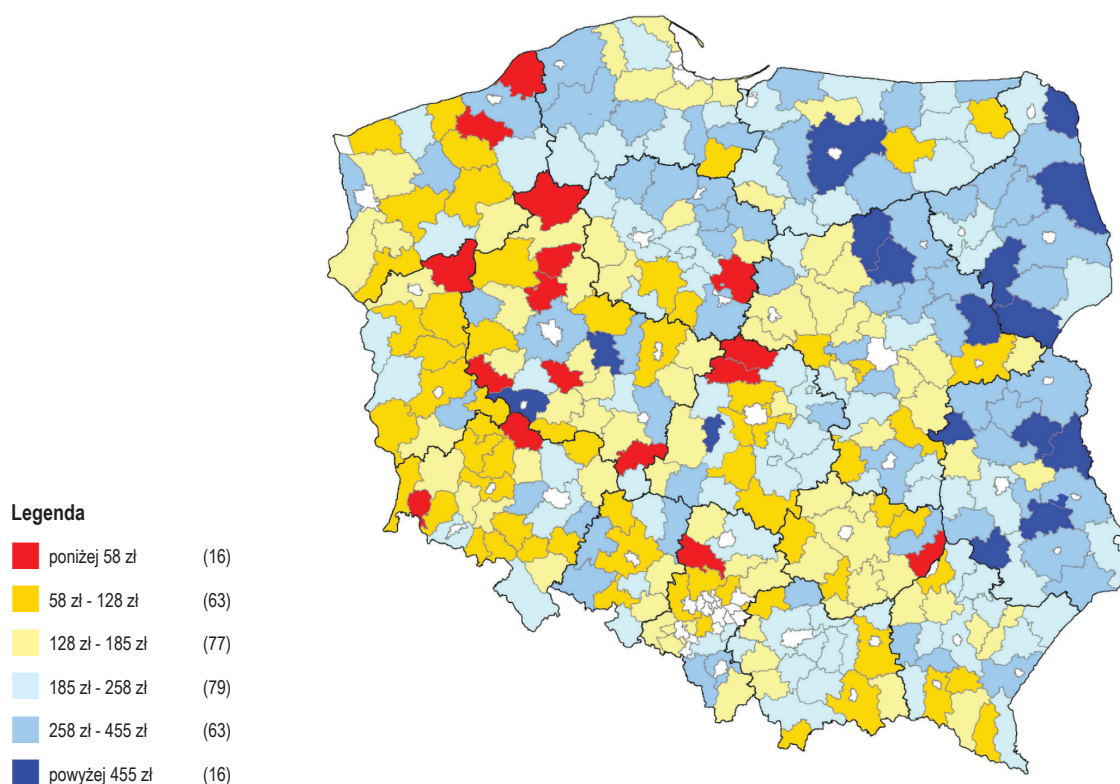 Legenda
poniżej 58 zł (16)
58 zł - 128 zł (63)
128 zł - 185 zł (77)
185 zł - 258 zł (79)
258 zł - 455 zł (63)
powyżej 455 zł (16)